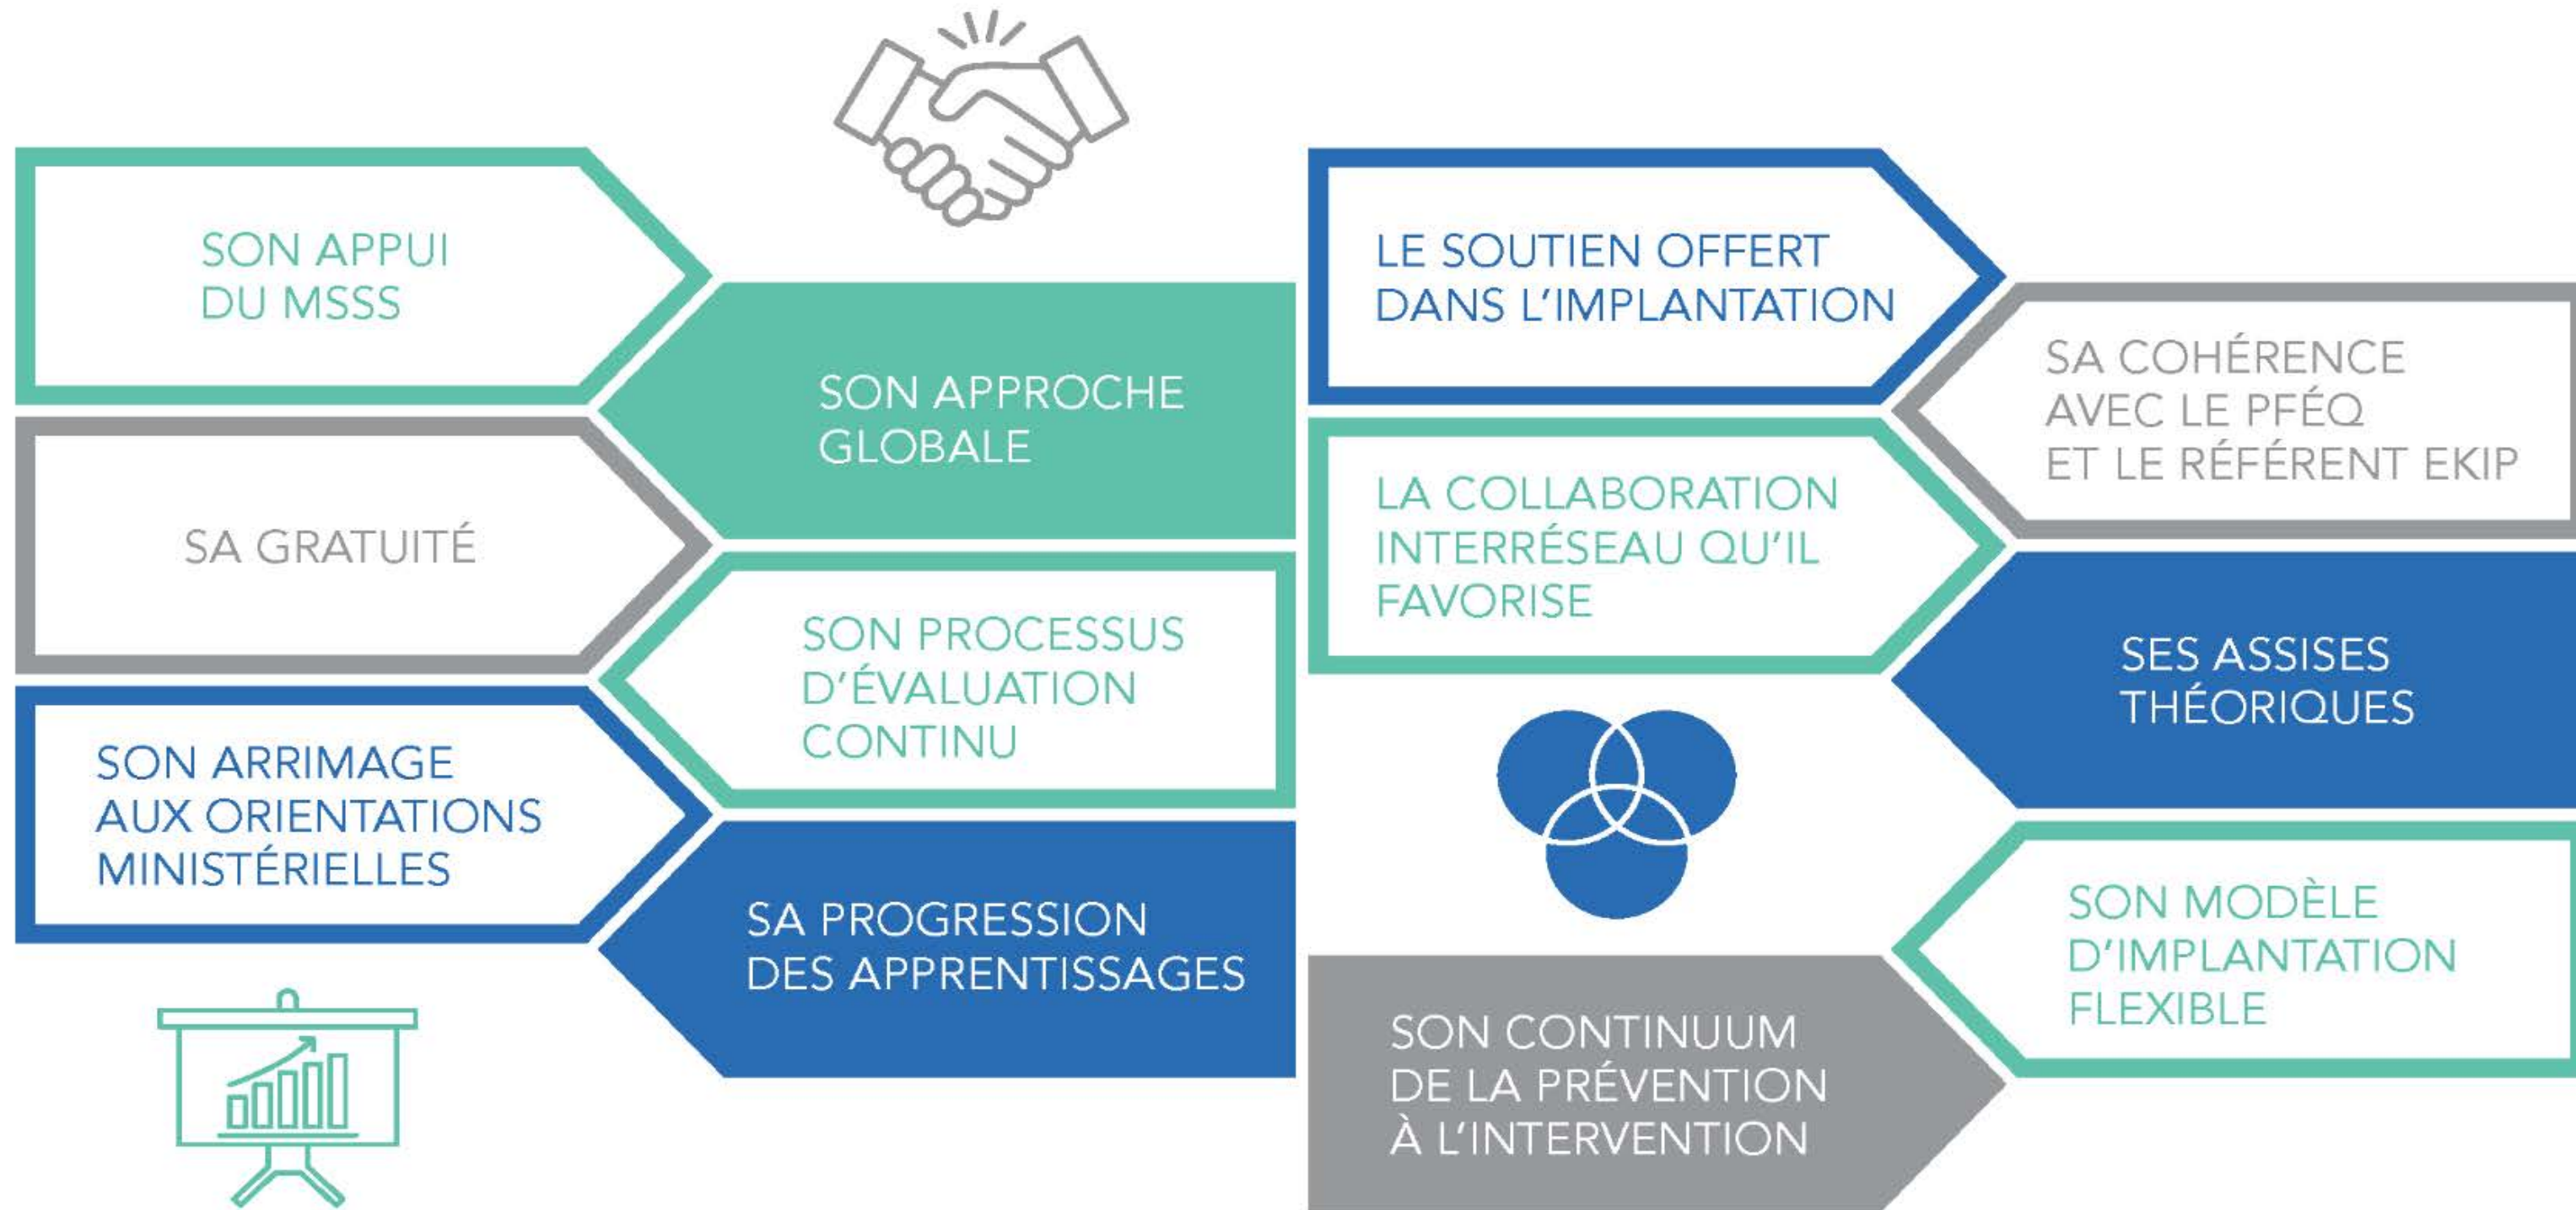 SON APPUI
DU MSSS
SON APPROCHE
GLOBALE
SA GRATUITÉ
SON PROCESSUS
D'ÉVALUATION
CONTINU
SON ARRIMAGE
AUX ORIENTATIONS
MINISTÉRIELLES
SA PROGRESSION
DES APPRENTISSAGES
LE SOUTIEN OFFERT
DANS L'IMPLANTATION
SA COHÉRENCE
AVEC LE PFÉQ
ET LE RÉFÉRENT EKIP
LA COLLABORATION
INTERRÉSEAU QU'IL
FAVORISE
SES ASSISES
THÉORIQUES
SON MODÈLE
D'IMPLANTATION
FLEXIBLE
SON CONTINUUM
DE LA PRÉVENTION
À L'INTERVENTION